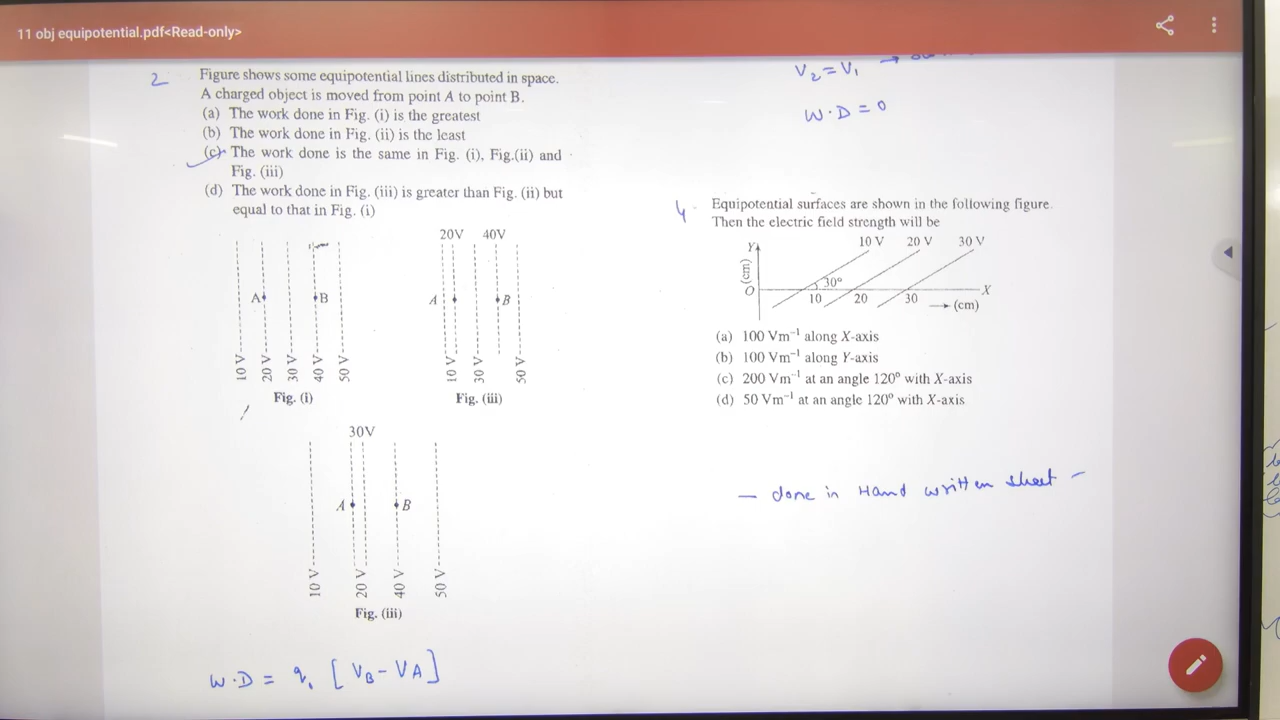 11 obj equipotential.pdf<Read-only>
2 Figure shows some equipotential lines distributed in space.
A charged object is moved from point A to point B.
(a) The work done in Fig. (i) is the greatest
(b) The work done in Fig. (ii) is the least
(c) The work done is the same in Fig. (i), Fig.(ii) and
Fig. (iii)
(d) The work done in Fig. (iii) is greater than Fig. (ii) but
equal to that in Fig. (i)
A B
10 V 20 V 30 V 40 V 50 V
Fig. (i)
20V 40V
A B
10 V 30 V 50 V
Fig. (iii)
30V
A B
10 V 20 V 40 V 50 V
Fig. (iii)
W.D = q₁ [V_B - V_A]
V₂ = V₁ →
W.D = 0
4. Equipotential surfaces are shown in the following figure.
Then the electric field strength will be
Y 10 V 20 V 30 V
(cm)
30°
O 10 20 30 X
(cm)
(a) 100 Vm⁻¹ along X-axis
(b) 100 Vm⁻¹ along Y-axis
(c) 200 Vm⁻¹ at an angle 120° with X-axis
(d) 50 Vm⁻¹ at an angle 120° with X-axis
— done in Hand written sheet —